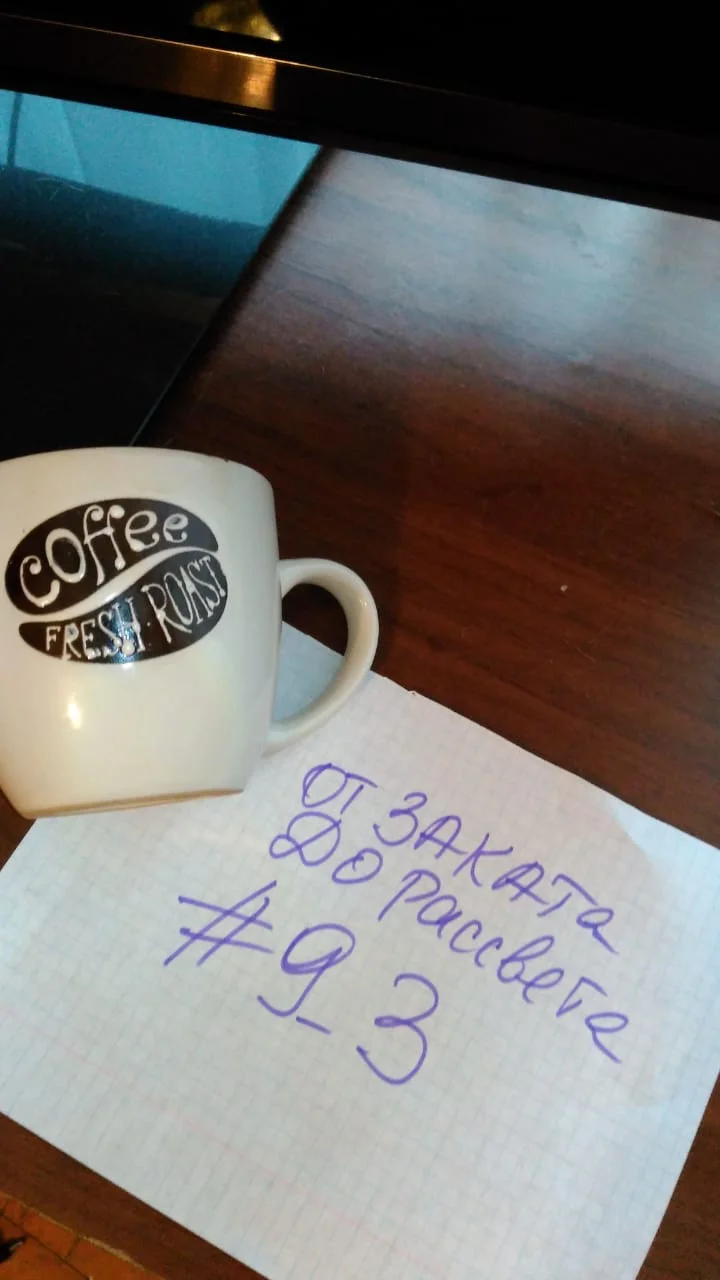 coffee
FRESH ROAST
ОТ ЗАКАТА
ДО рассвета
#9_3